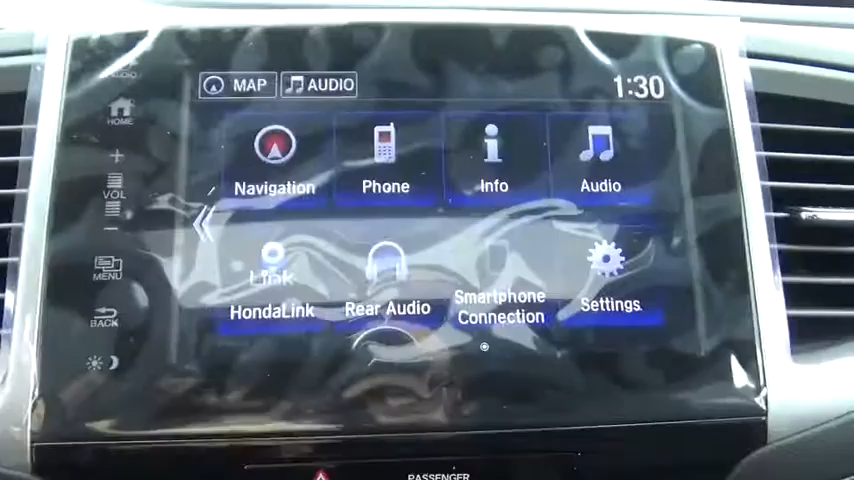 MAP AUDIO 1:30
AUDIO
HOME
VOL
MENU
BACK
Navigation Phone Info Audio
Link
HondaLink Rear Audio Smartphone Connection Settings
PASSENGER